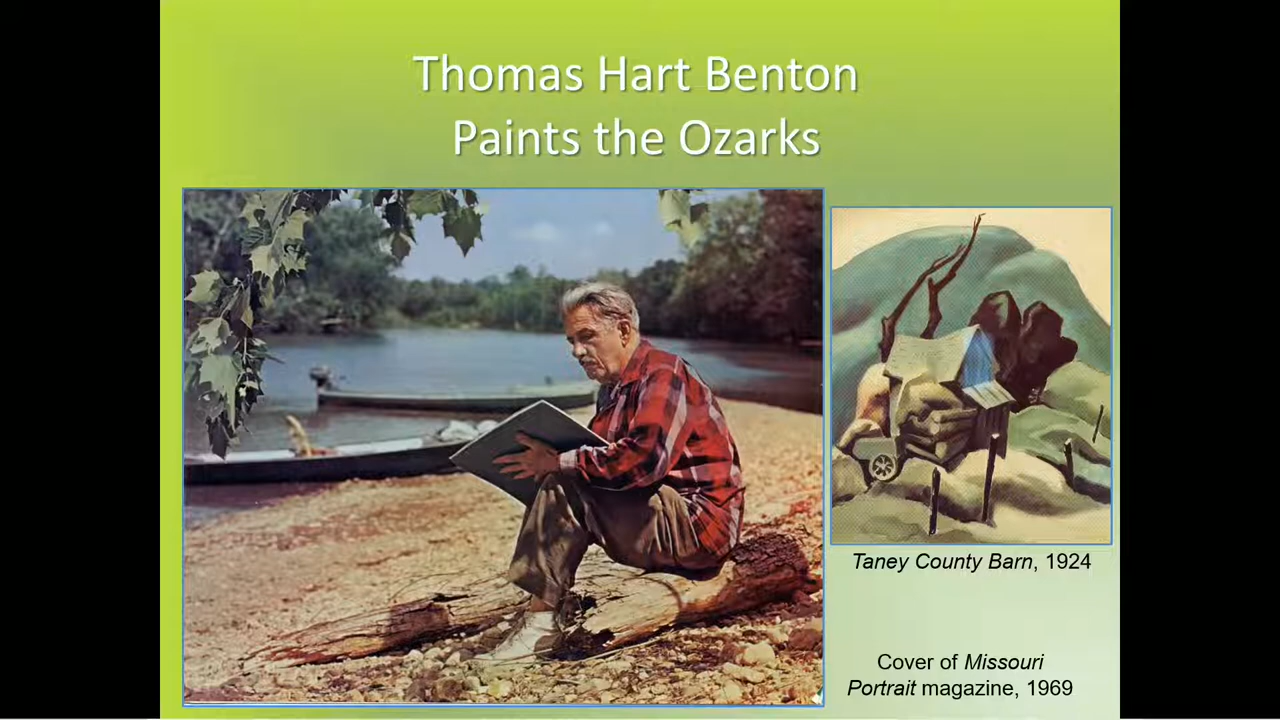 Thomas Hart Benton
Paints the Ozarks
Taney County Barn, 1924
Cover of Missouri
Portrait magazine, 1969